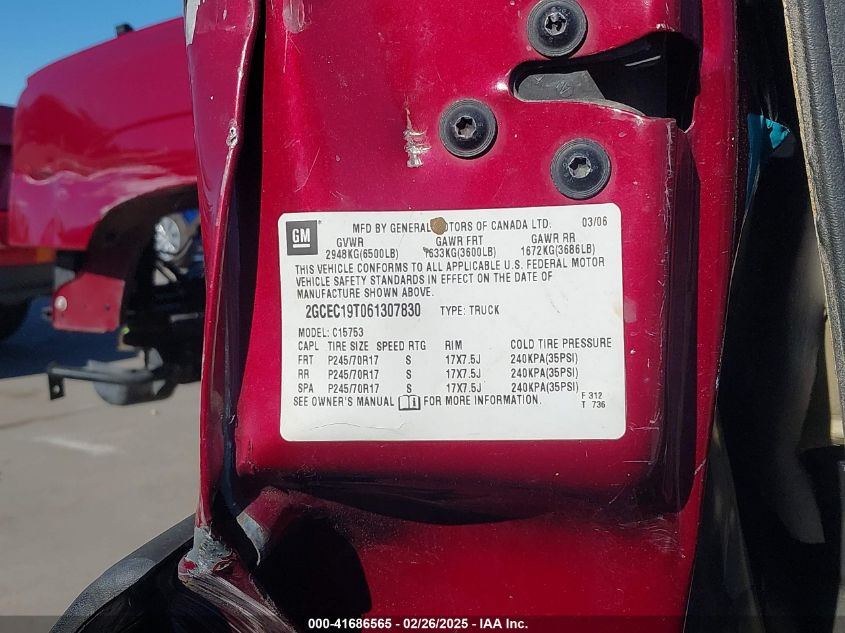 GM
MFD BY GENERAL MOTORS OF CANADA LTD. 03/06
GVWR GAWR FRT GAWR RR
2948KG(6500LB) 1633KG(3600LB) 1672KG(3686LB)
THIS VEHICLE CONFORMS TO ALL APPLICABLE U.S. FEDERAL MOTOR
VEHICLE SAFETY STANDARDS IN EFFECT ON THE DATE OF
MANUFACTURE SHOWN ABOVE.
2GCEC19T061307830 TYPE: TRUCK
MODEL: C15753
CAPL TIRE SIZE SPEED RTG RIM COLD TIRE PRESSURE
FRT P245/70R17 S 17X7.5J 240KPA(35PSI)
RR P245/70R17 S 17X7.5J 240KPA(35PSI)
SPA P245/70R17 S 17X7.5J 240KPA(35PSI)
SEE OWNER'S MANUAL FOR MORE INFORMATION.
F 312
T 736
000-41686565 - 02/26/2025 - IAA Inc.